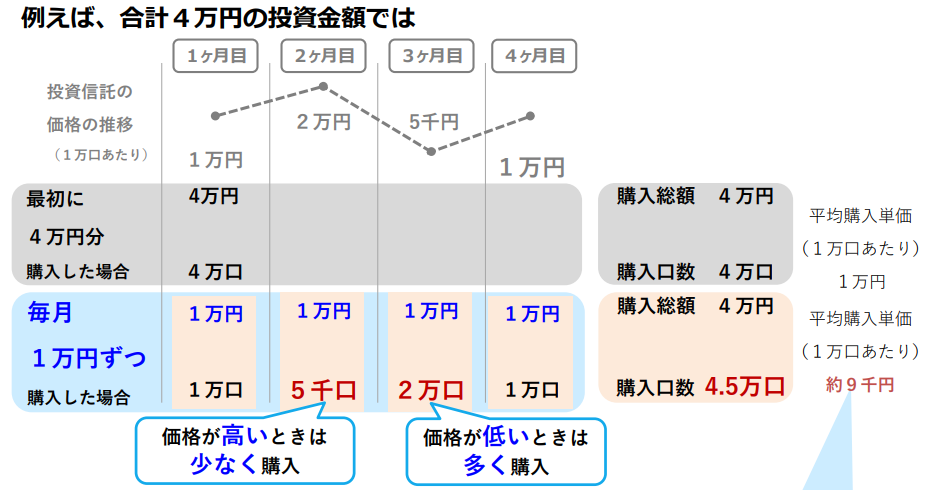 例えば、合計４万円の投資金額では
１ヶ月目 ２ヶ月目 ３ヶ月目 ４ヶ月目
投資信託の
価格の推移
（１万口あたり）
１万円
２万円
5千円
１万円
最初に
４万円分
購入した場合
4万円
４万口
購入総額 ４万円
購入口数 ４万口
平均購入単価
（１万口あたり）
１万円
毎月
１万円ずつ
購入した場合
１万円 １万円 １万円 １万円
１万口 ５千口 ２万口 １万口
購入総額 ４万円
購入口数 4.5万口
平均購入単価
（１万口あたり）
約９千円
価格が高いときは
少なく購入
価格が低いときは
多く購入